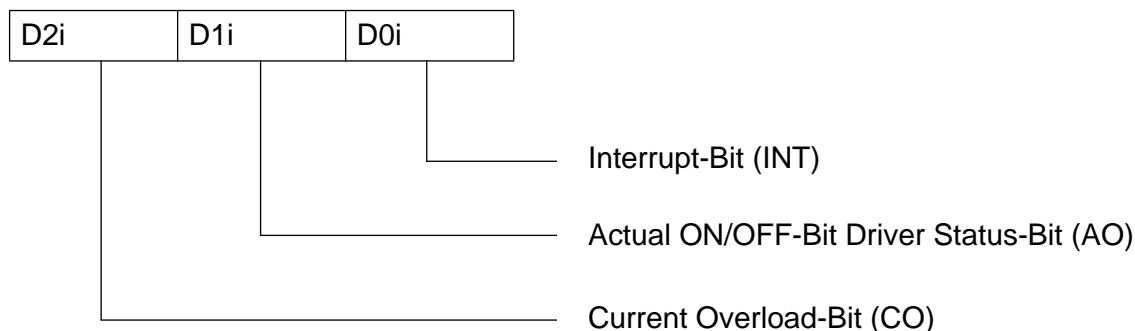 D2i D1i D0i
Interrupt-Bit (INT)
Actual ON/OFF-Bit Driver Status-Bit (AO)
Current Overload-Bit (CO)